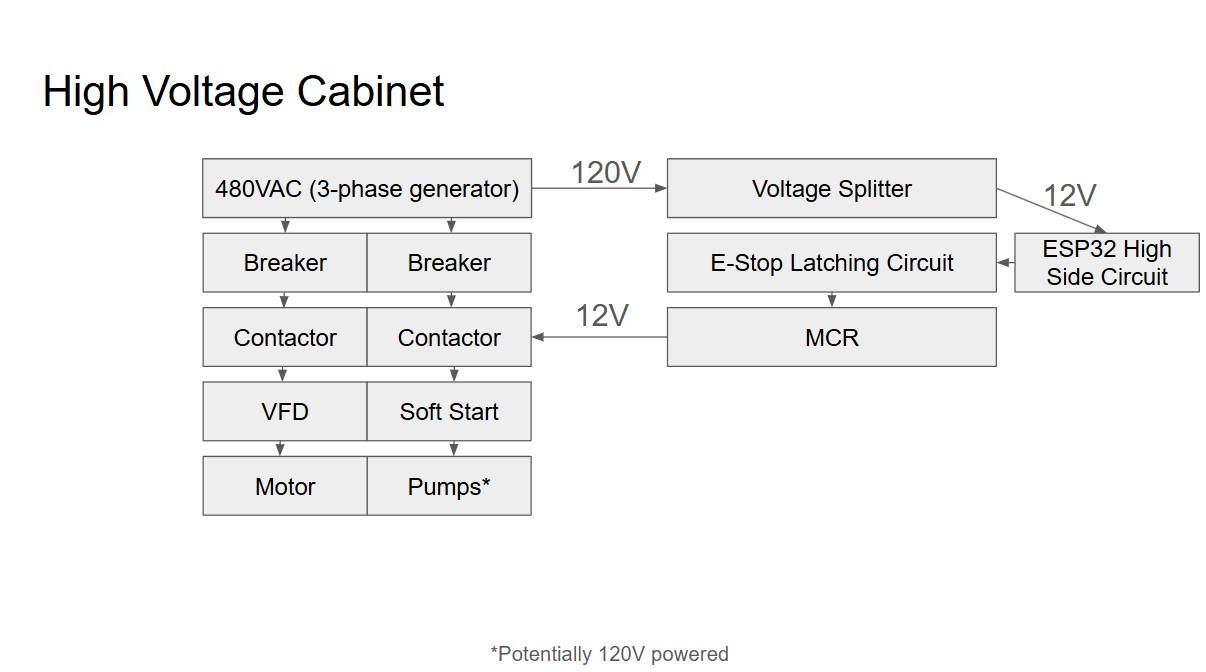 High Voltage Cabinet
480VAC (3-phase generator)
120V
Voltage Splitter
12V
Breaker
Breaker
E-Stop Latching Circuit
ESP32 High
Side Circuit
Contactor
Contactor
12V
MCR
VFD
Soft Start
Motor
Pumps*
*Potentially 120V powered